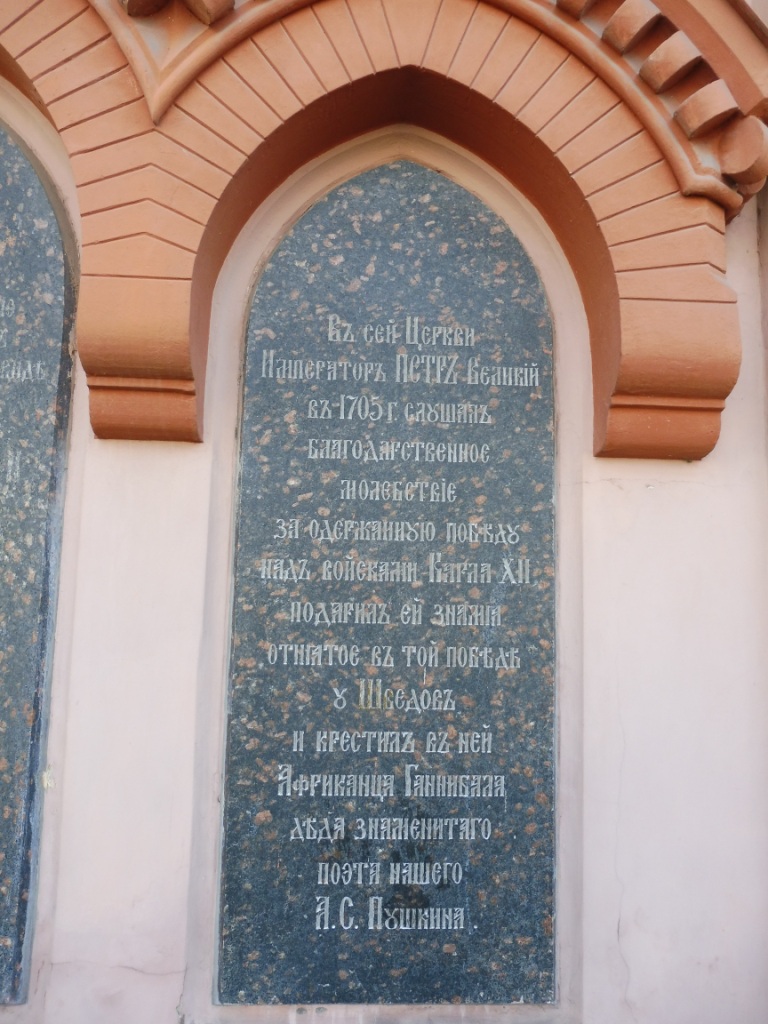 Въ сей Церкви
Императоръ ПЕТРЪ Великій
въ 1705 г. слушалъ
благодарственное
молебствіе
за одержанную побѣду
надъ войсками Карла XII
подарилъ ей знамя
отнятое въ той побѣдѣ
у Шведовъ
и крестилъ въ ней
Африканца Ганнибала
дѣда знаменитаго
поэта нашего
А.С. Пушкина.